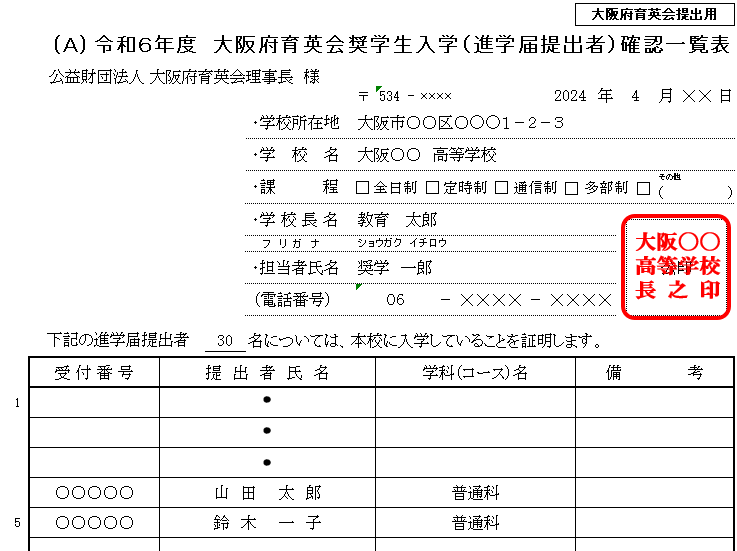 大阪府育英会提出用
(A) 令和6年度 大阪府育英会奨学生入学(進学届提出者)確認一覧表
公益財団法人 大阪府育英会理事長 様
〒 534 - ××××
2024 年 4 月 ×× 日
・学校所在地 大阪市〇〇区〇〇〇1-2-3
・学 校 名 大阪〇〇 高等学校
・課 程 □ 全日制 □ 定時制 □ 通信制 □ 多部制 □ その他 ( )
・学 校 長 名 教育 太郎
フ リ ガ ナ ショウガク イチロウ
・担当者氏名 奨学 一郎
(電話番号) 06 - ×××× - ××××
大阪〇〇
高等学校
長之印
下記の進学届提出者 30 名については、本校に入学していることを証明します。
受 付 番 号 提 出 者 氏 名 学科(コース)名 備 考
1 ●
●
●
〇〇〇〇〇 山 田 太 郎 普通科
5 〇〇〇〇〇 鈴 木 一 子 普通科